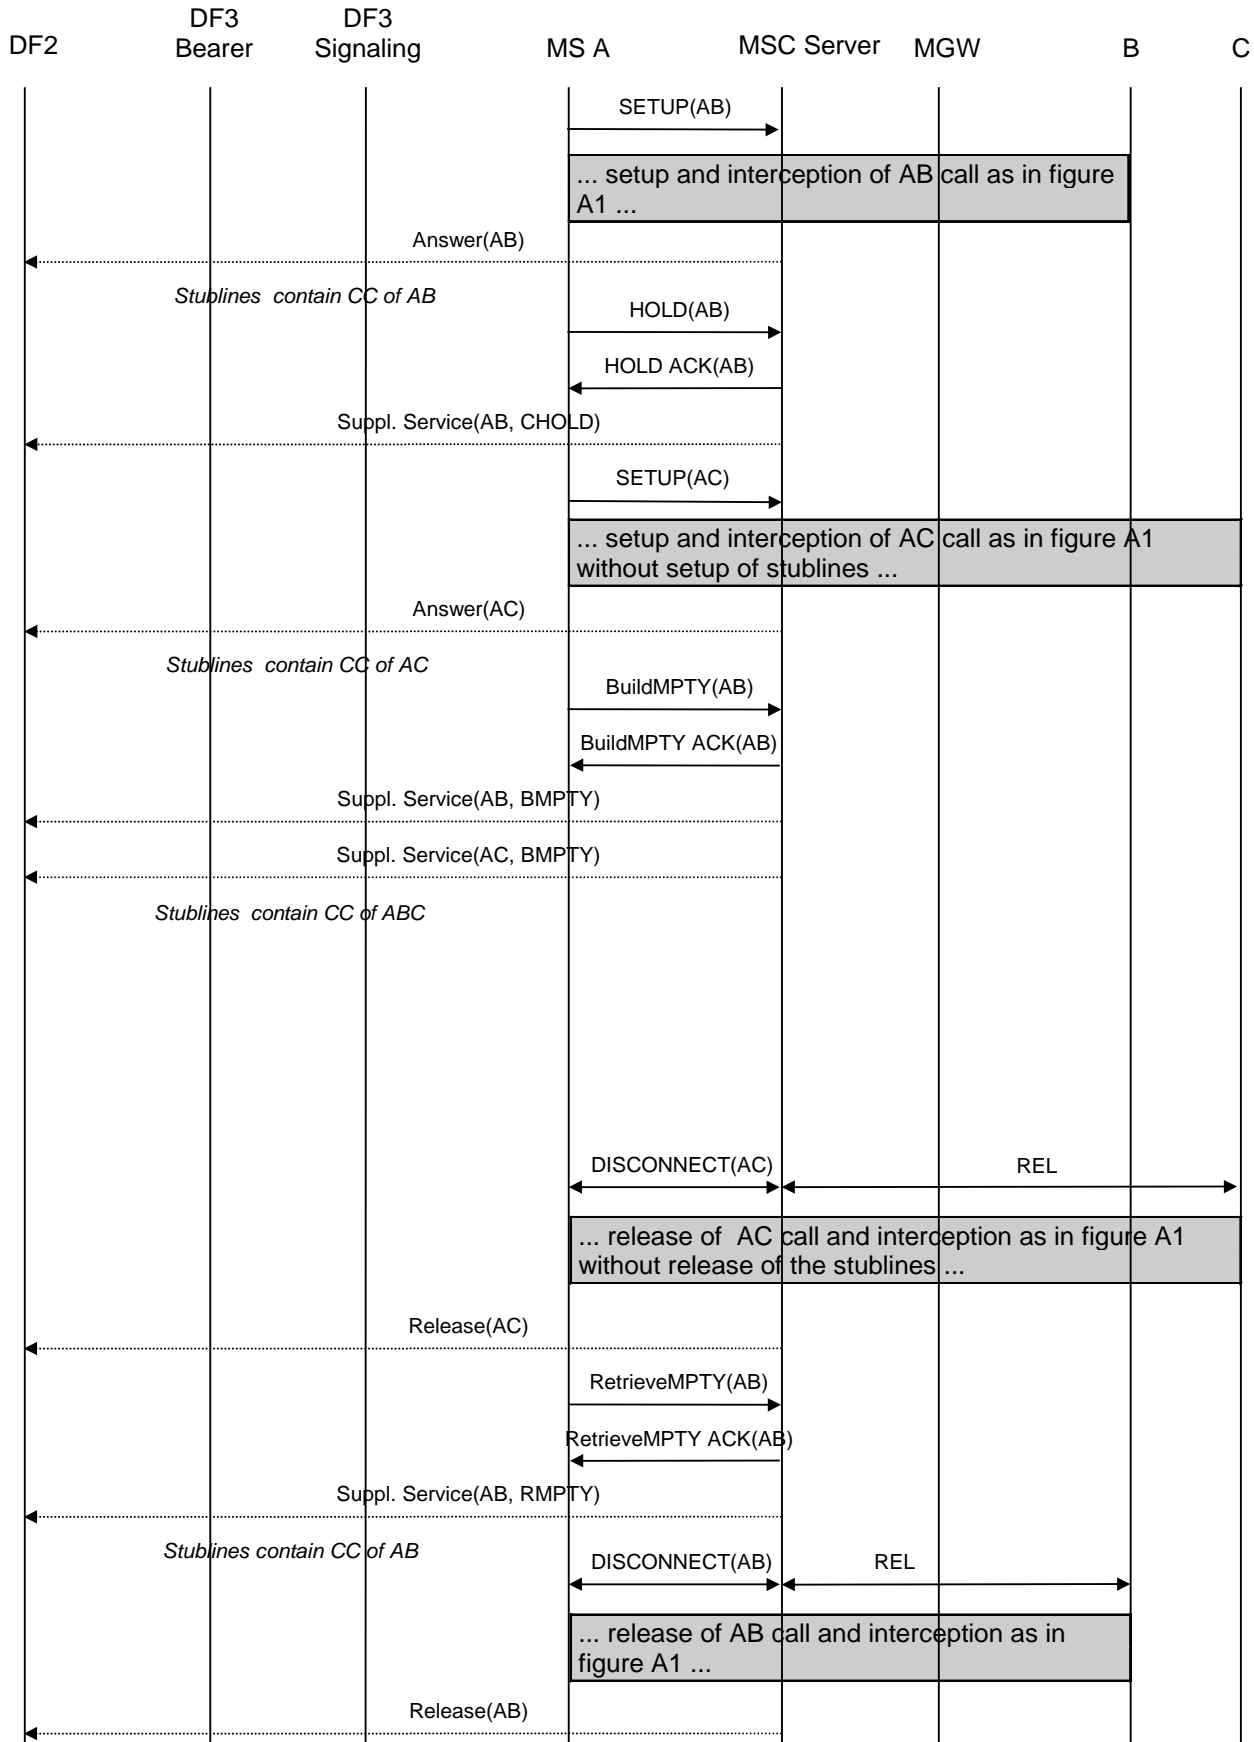 DF2
DF3
Bearer
DF3
Signaling
MS A
MSC Server
MGW
B
C
SETUP(AB)
... setup and interception of AB call as in figure
A1 ...
Answer(AB)
Stublines contain CC of AB
HOLD(AB)
HOLD ACK(AB)
Suppl. Service(AB, CHOLD)
SETUP(AC)
... setup and interception of AC call as in figure A1
without setup of stublines ...
Answer(AC)
Stublines contain CC of AC
BuildMPTY(AB)
BuildMPTY ACK(AB)
Suppl. Service(AB, BMPTY)
Suppl. Service(AC, BMPTY)
Stublines contain CC of ABC
DISCONNECT(AC)
REL
... release of AC call and interception as in figure A1
without release of the stublines ...
Release(AC)
RetrieveMPTY(AB)
RetrieveMPTY ACK(AB)
Suppl. Service(AB, RMPTY)
Stublines contain CC of AB
DISCONNECT(AB)
REL
... release of AB call and interception as in
figure A1 ...
Release(AB)